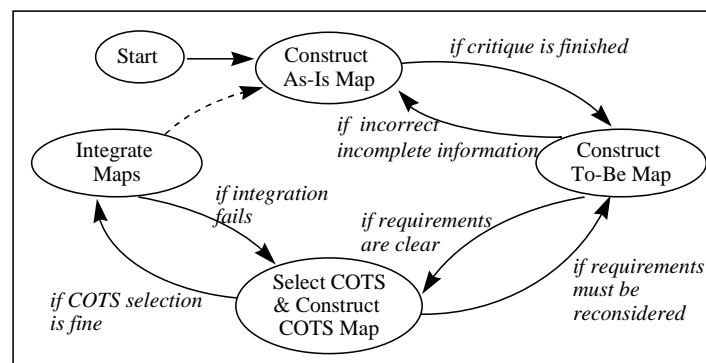 Start
Construct
As-Is Map
if critique is finished
if incorrect
incomplete information
Construct
To-Be Map
Integrate
Maps
if integration
fails
if requirements
are clear
Select COTS
& Construct
COTS Map
if COTS selection
is fine
if requirements
must be
reconsidered